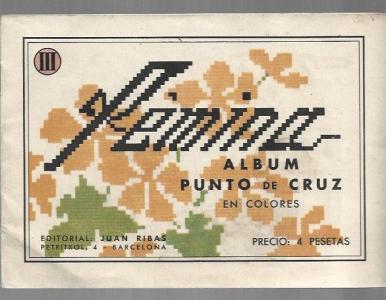 III
Femina
ALBUM
PUNTO DE CRUZ
EN COLORES
EDITORIAL: JUAN RIBAS
PETRITXOL, 4 - BARCELONA
PRECIO: 4 PESETAS